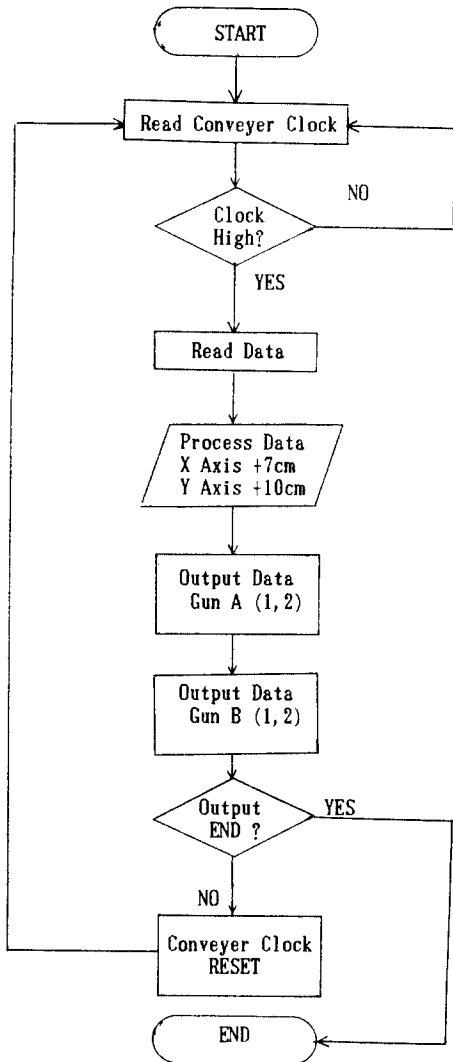 START
Read Conveyer Clock
NO
Clock
High?
YES
Read Data
Process Data
X Axis +7cm
Y Axis +10cm
Output Data
Gun A (1,2)
Output Data
Gun B (1,2)
Output
END ?
YES
NO
Conveyer Clock
RESET
END